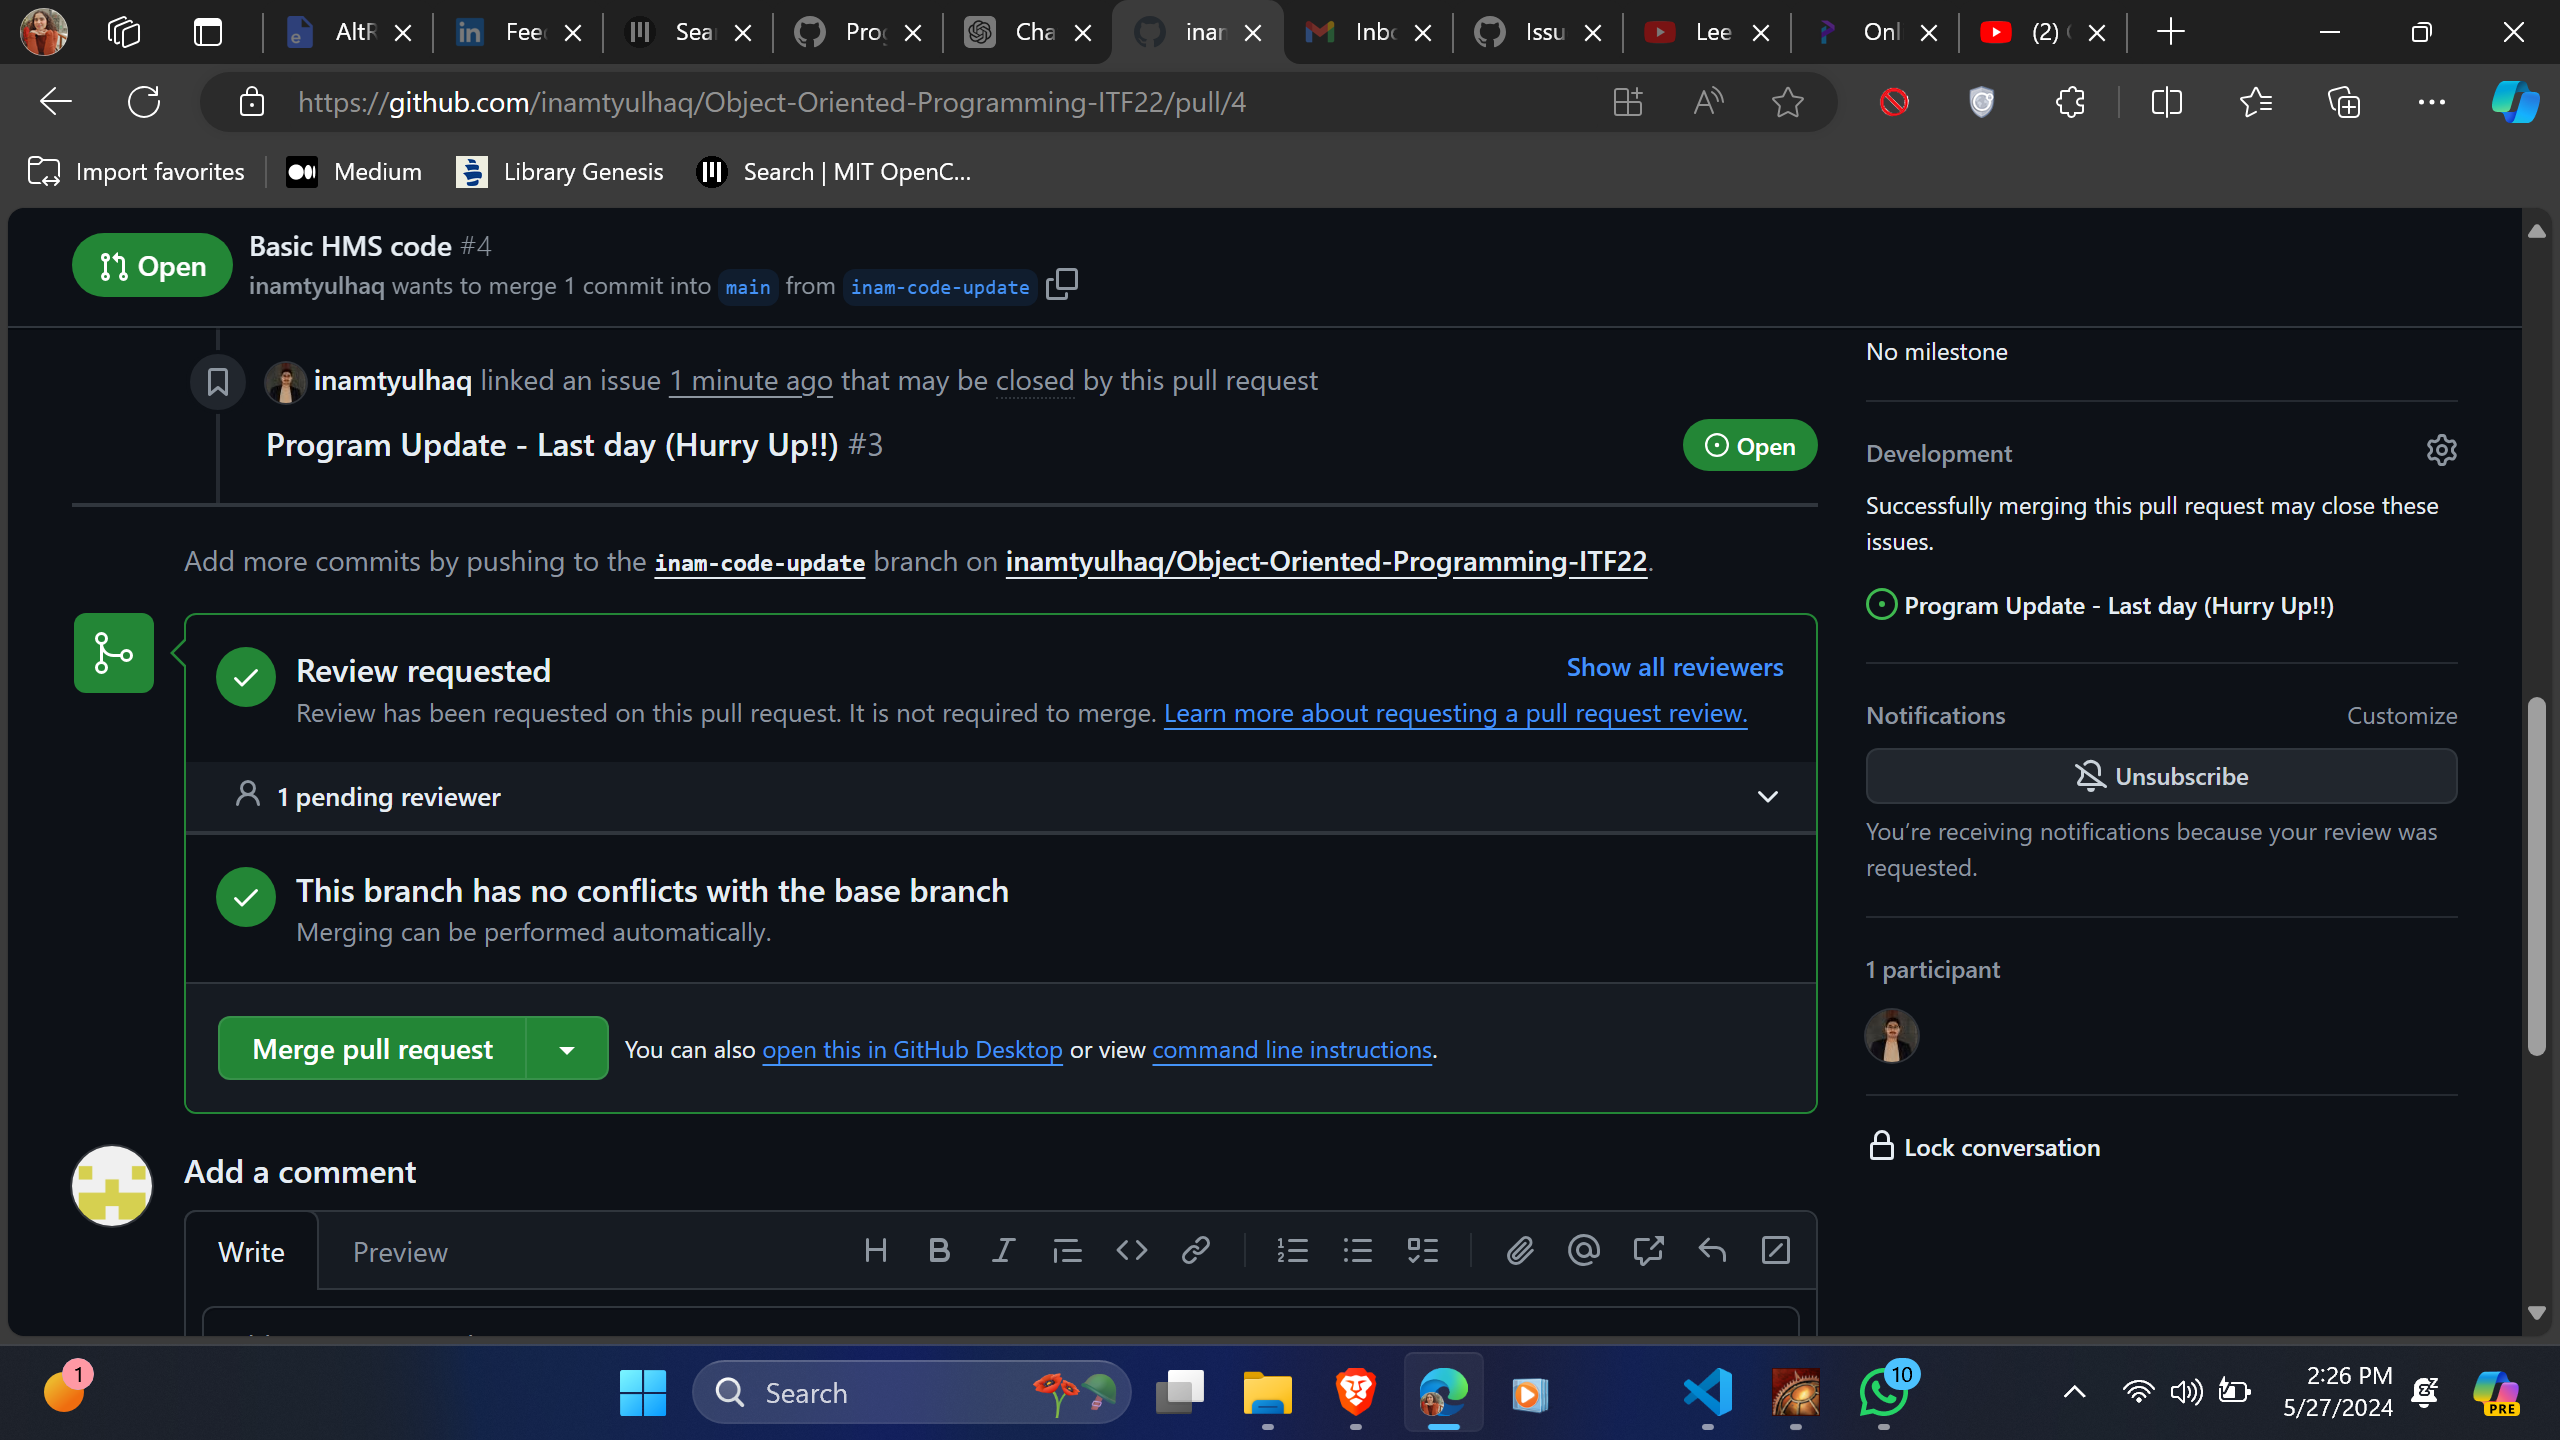 AltR
Feed
Sear
Prog
Cha
inam
Inbo
Issu
Lee
Onl
(2)
https://github.com/inamtyulhaq/Object-Oriented-Programming-ITF22/pull/4
Import favorites
Medium
Library Genesis
Search | MIT OpenC...
Open
Basic HMS code #4
inamtyulhaq wants to merge 1 commit into main from inam-code-update
inamtyulhaq linked an issue 1 minute ago that may be closed by this pull request
Program Update - Last day (Hurry Up!!) #3
Open
Add more commits by pushing to the inam-code-update branch on inamtyulhaq/Object-Oriented-Programming-ITF22.
Review requested
Show all reviewers
Review has been requested on this pull request. It is not required to merge. Learn more about requesting a pull request review.
1 pending reviewer
This branch has no conflicts with the base branch
Merging can be performed automatically.
Merge pull request
You can also open this in GitHub Desktop or view command line instructions.
Add a comment
Write
Preview
No milestone
Development
Successfully merging this pull request may close these
issues.
Program Update - Last day (Hurry Up!!)
Notifications
Customize
Unsubscribe
You're receiving notifications because your review was
requested.
1 participant
Lock conversation
1
Search
10
2:26 PM
5/27/2024
PRE